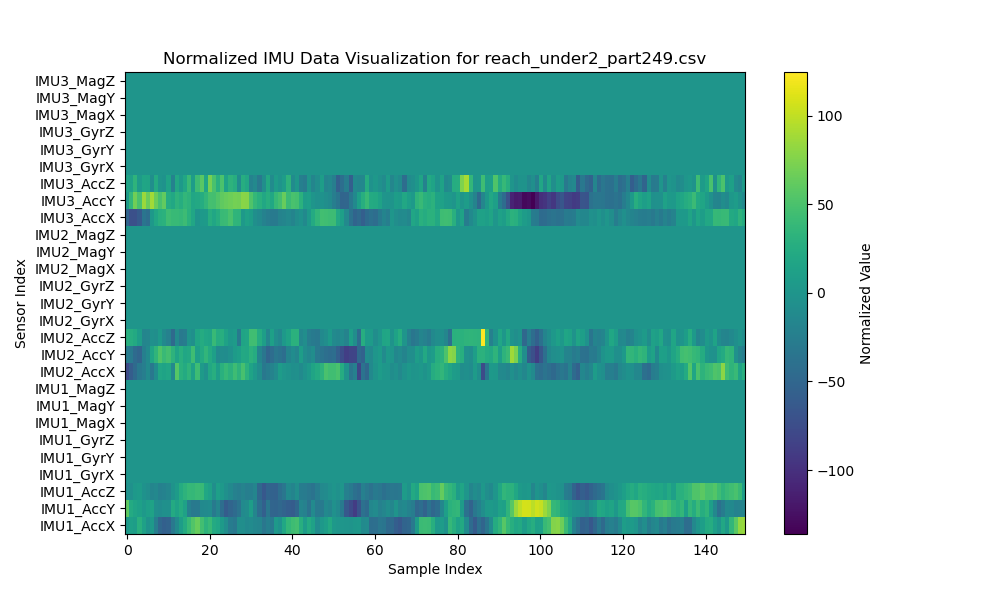 Normalized IMU Data Visualization for reach_under2_part249.csv
IMU3_MagZ
IMU3_MagY
IMU3_MagX
IMU3_GyrZ
IMU3_GyrY
IMU3_GyrX
IMU3_AccZ
IMU3_AccY
IMU3_AccX
IMU2_MagZ
IMU2_MagY
IMU2_MagX
IMU2_GyrZ
IMU2_GyrY
IMU2_GyrX
IMU2_AccZ
IMU2_AccY
IMU2_AccX
IMU1_MagZ
IMU1_MagY
IMU1_MagX
IMU1_GyrZ
IMU1_GyrY
IMU1_GyrX
IMU1_AccZ
IMU1_AccY
IMU1_AccX
Sensor Index
0 20 40 60 80 100 120 140
Sample Index
100
50
0
−50
−100
Normalized Value